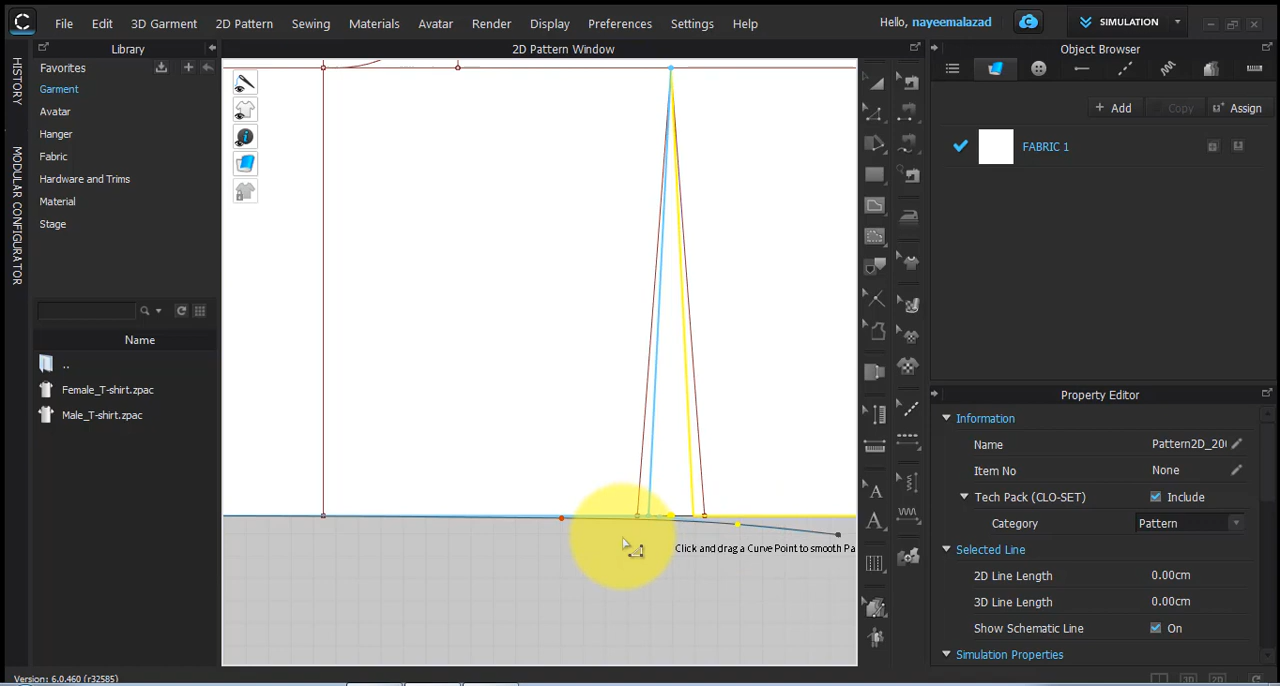 File Edit 3D Garment 2D Pattern Sewing Materials Avatar Render Display Preferences Settings Help
Hello, nayeemalazad
SIMULATION
HISTORY
MODULAR CONFIGURATOR
Library
2D Pattern Window
Object Browser
Favorites
Garment
Avatar
Hanger
Fabric
Hardware and Trims
Material
Stage
Name
..
Female_T-shirt.zpac
Male_T-shirt.zpac
Click and drag a Curve Point to smooth Pa
+ Add Copy Assign
FABRIC 1
Property Editor
Information
Name Pattern2D_20
Item No None
Tech Pack (CLO-SET) Include
Category Pattern
Selected Line
2D Line Length 0.00cm
3D Line Length 0.00cm
Show Schematic Line On
Simulation Properties
Version: 6.0.460 (r32585)
3D 2D